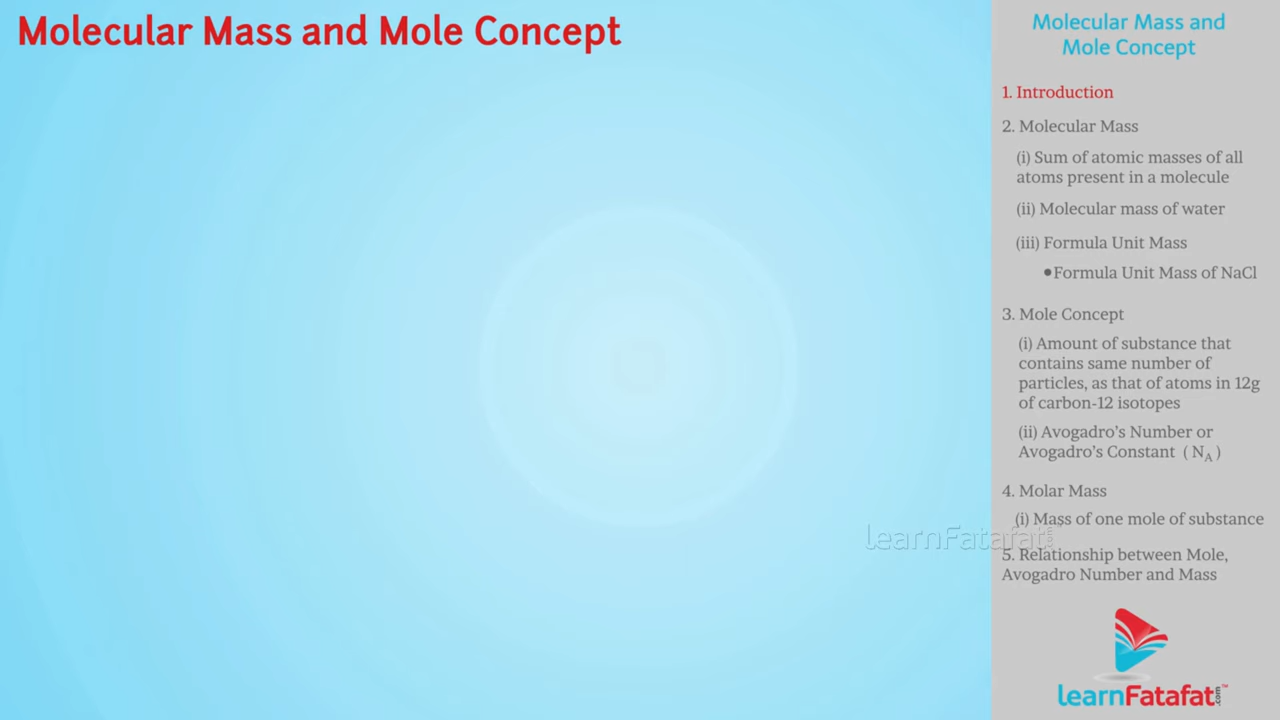 Molecular Mass and Mole Concept
Molecular Mass and
Mole Concept
1. Introduction
2. Molecular Mass
(i) Sum of atomic masses of all
atoms present in a molecule
(ii) Molecular mass of water
(iii) Formula Unit Mass
●Formula Unit Mass of NaCl
3. Mole Concept
(i) Amount of substance that
contains same number of
particles, as that of atoms in 12g
of carbon-12 isotopes
(ii) Avogadro’s Number or
Avogadro’s Constant ( N_A )
4. Molar Mass
(i) Mass of one mole of substance
learnFatafat.com
5. Relationship between Mole,
Avogadro Number and Mass
learnFatafat.com™